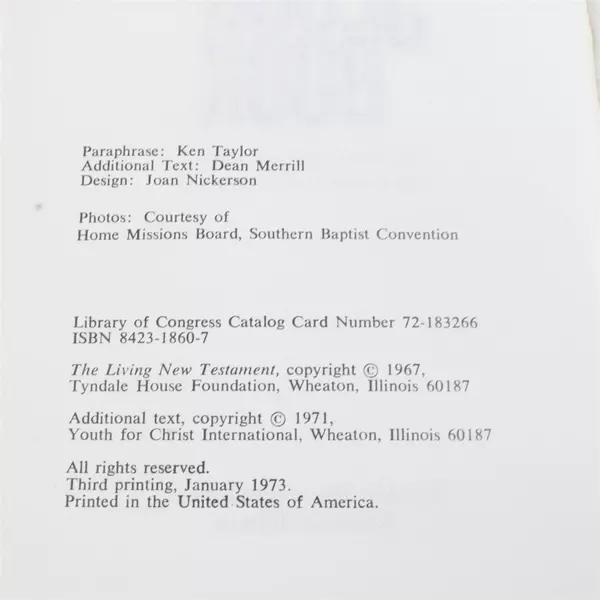 Paraphrase: Ken Taylor
Additional Text: Dean Merrill
Design: Joan Nickerson
Photos: Courtesy of
Home Missions Board, Southern Baptist Convention
Library of Congress Catalog Card Number 72-183266
ISBN 8423-1860-7
The Living New Testament, copyright © 1967,
Tyndale House Foundation, Wheaton, Illinois 60187
Additional text, copyright © 1971,
Youth for Christ International, Wheaton, Illinois 60187
All rights reserved.
Third printing, January 1973.
Printed in the United States of America.